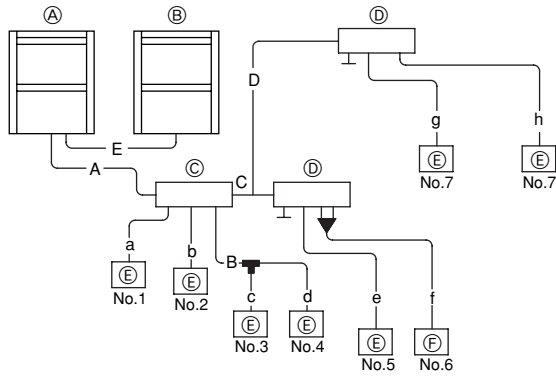 Ⓐ Ⓑ Ⓓ
D
g h
E
A
Ⓔ Ⓔ
No.7 No.7
Ⓒ C Ⓓ
a b B
Ⓔ Ⓔ
No.1 No.2
c d e f
Ⓔ Ⓔ Ⓔ Ⓕ
No.3 No.4 No.5 No.6